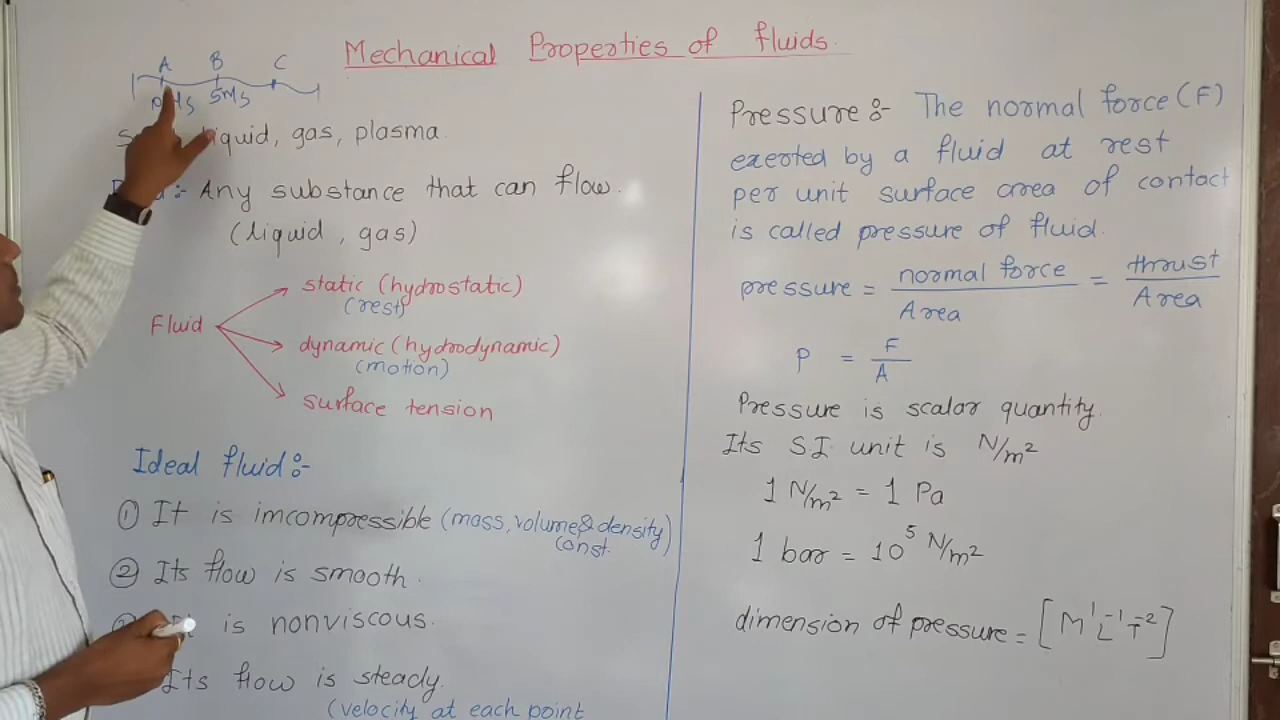 Mechanical Properties of fluids.
A B C
5m/s
liquid, gas, plasma.
:- Any substance that can flow.
(liquid, gas)
Fluid
static (hydrostatic)
(rest)
dynamic (hydrodynamic)
(motion)
surface tension
Ideal fluid :-
① It is imcompressible (mass, volume & density)
const.
② Its flow is smooth.
is nonviscous.
Its flow is steady.
(velocity at each point
Pressure :- The normal force (F)
exerted by a fluid at rest
per unit surface area of contact
is called pressure of fluid.
pressure = normal force / Area = thrust / Area
P = F / A
Pressure is scalar quantity.
Its S.I. unit is N/m²
1 N/m² = 1 Pa
1 bar = 10⁵ N/m²
dimension of pressure = [M¹L⁻¹T⁻²]